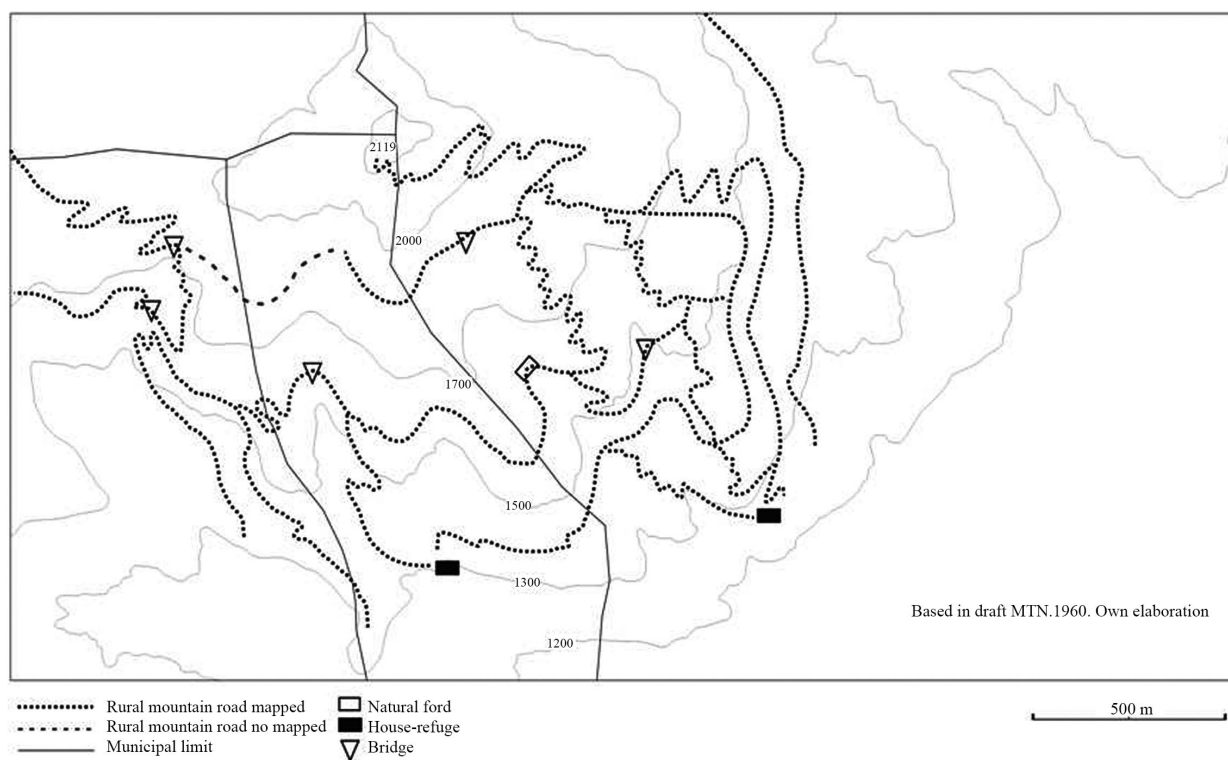 2119
2000
1700
1500
1300
1200
Based in draft MTN.1960. Own elaboration
Rural mountain road mapped
Rural mountain road no mapped
Municipal limit
Natural ford
House-refuge
Bridge
500 m